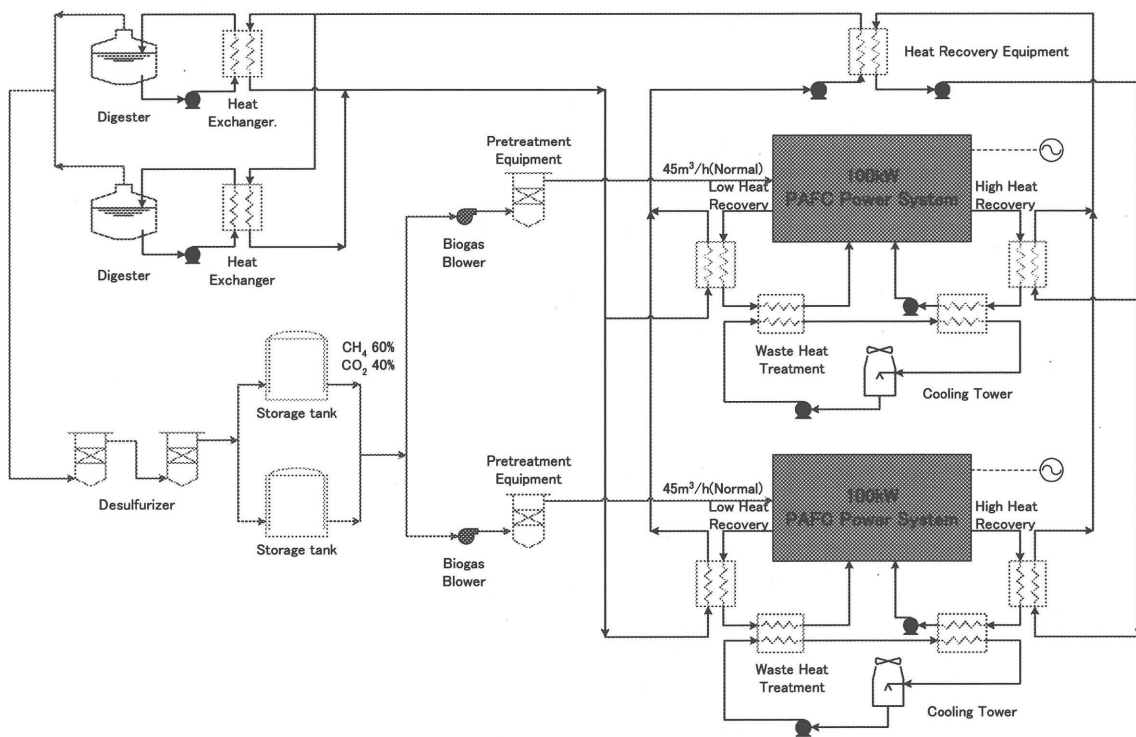 Heat Recovery Equipment
Digester
Heat
Exchanger.
Pretreatment
Equipment
45m³/h(Normal)
Low Heat
Recovery
100kW
PAFC Power System
High Heat
Recovery
Biogas
Blower
Digester
Heat
Exchanger
CH₄ 60%
CO₂ 40%
Storage tank
Waste Heat
Treatment
Cooling Tower
Desulfurizer
Storage tank
Pretreatment
Equipment
45m³/h(Normal)
Low Heat
Recovery
100kW
PAFC Power System
High Heat
Recovery
Biogas
Blower
Waste Heat
Treatment
Cooling Tower